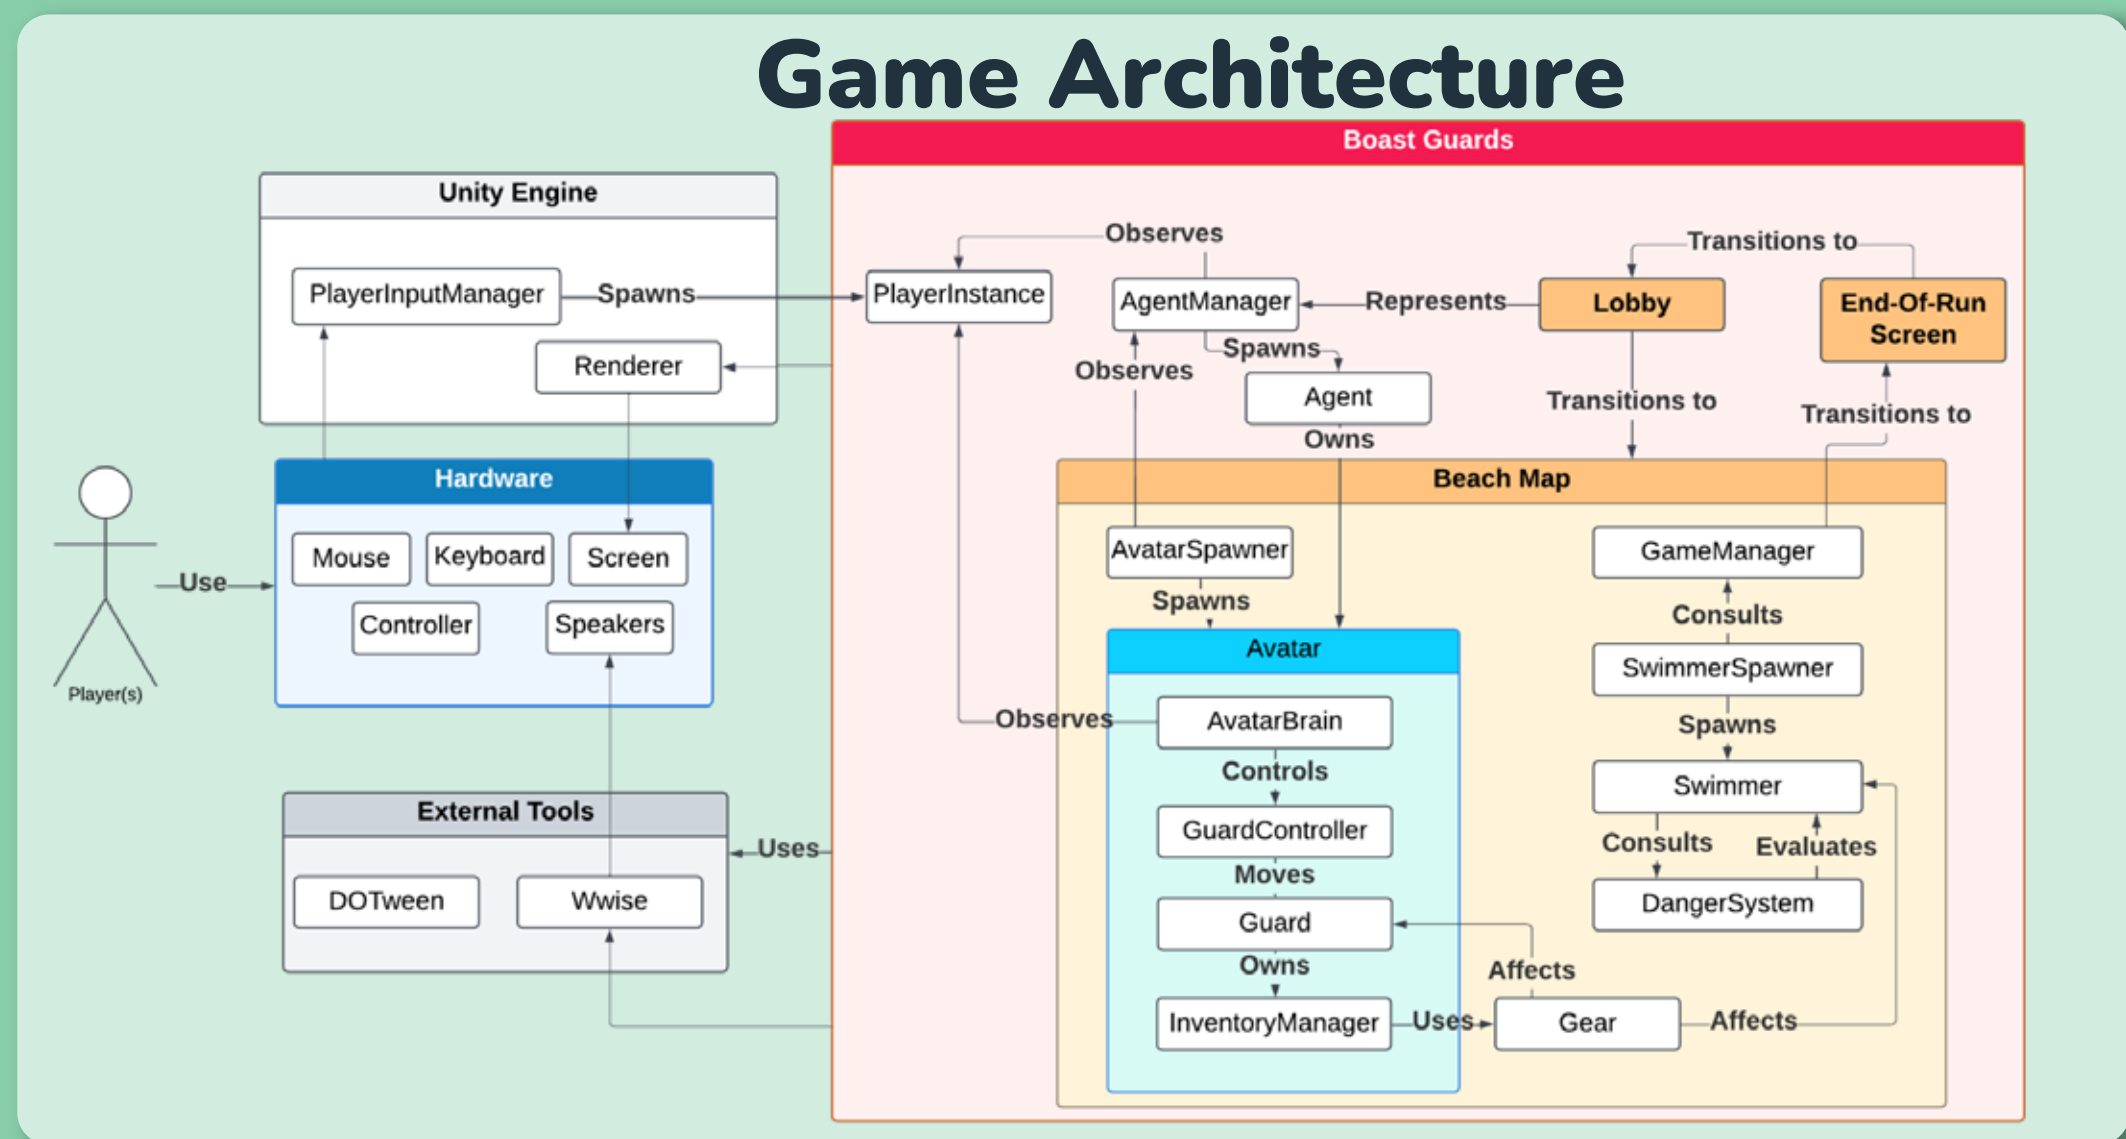 Game Architecture
Boast Guards
Unity Engine
PlayerInputManager
Spawns
Renderer
PlayerInstance
Observes
AgentManager
Represents
Lobby
Transitions to
End-Of-Run
Screen
Spawns
Observes
Agent
Owns
Transitions to
Transitions to
Player(s)
Use
Hardware
Mouse
Keyboard
Screen
Controller
Speakers
External Tools
DOTween
Wwise
Uses
Beach Map
AvatarSpawner
Spawns
Avatar
AvatarBrain
Observes
Controls
GuardController
Moves
Guard
Owns
InventoryManager
Uses
Gear
Affects
Affects
GameManager
Consults
SwimmerSpawner
Spawns
Swimmer
Consults
Evaluates
DangerSystem